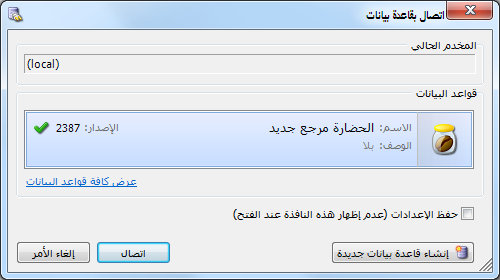 اتصال بقاعدة بيانات
المخدم الحالي
(local)
قواعد البيانات
الاسم: الحضارة مرجع جديد
الإصدار: 2387
الوصف: بلا
عرض كافة قواعد البيانات
حفظ الإعدادات (عدم إظهار هذه النافذة عند الفتح)
إنشاء قاعدة بيانات جديدة
اتصال
إلغاء الأمر